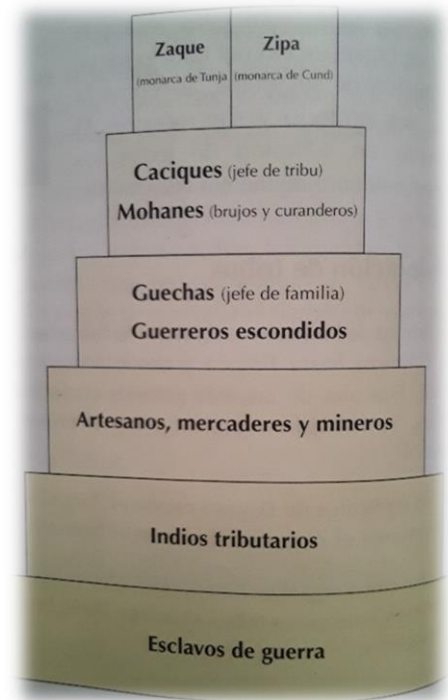 Zaque
(monarca de Tunja
Zipa
(monarca de Cund)
Caciques (jefe de tribu)
Mohanes (brujos y curanderos)
Guechas (jefe de familia)
Guerreros escondidos
Artesanos, mercaderes y mineros
Indios tributarios
Esclavos de guerra